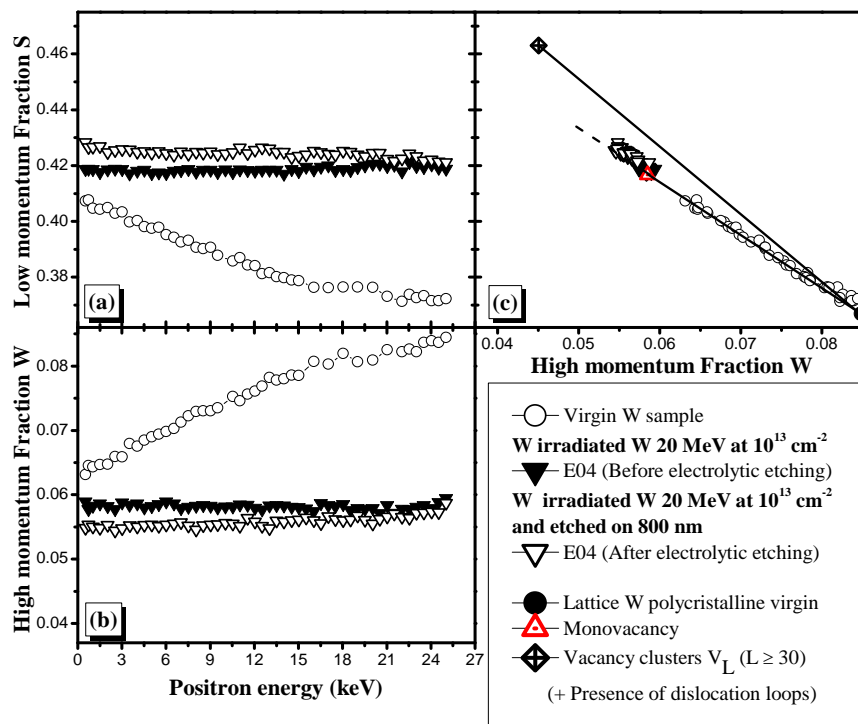 (a)
Low momentum Fraction S
0.46
0.44
0.42
0.40
0.38
(b)
High momentum Fraction W
0.08
0.07
0.06
0.05
0.04
0 3 6 9 12 15 18 21 24 27
Positron energy (keV)
(c)
0.04 0.05 0.06 0.07 0.08
High momentum Fraction W
Virgin W sample
W irradiated W 20 MeV at 10^13 cm^-2
E04 (Before electrolytic etching)
W irradiated W 20 MeV at 10^13 cm^-2
and etched on 800 nm
E04 (After electrolytic etching)
Lattice W polycristalline virgin
Monovacancy
Vacancy clusters V_L (L ≥ 30)
(+ Presence of dislocation loops)